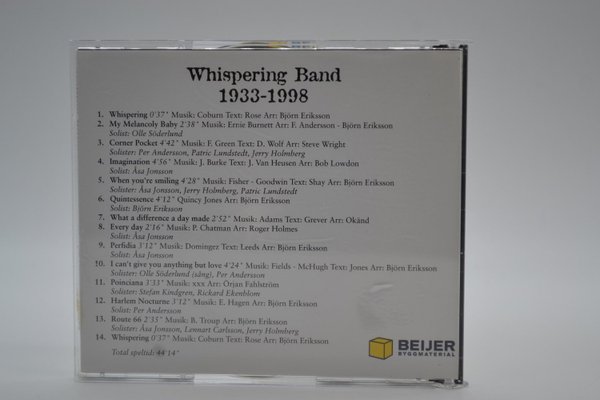 Whispering Band
1933-1998
1. Whispering 0'37" Musik: Coburn Text: Rose Arr: Björn Eriksson
2. My Melancoly Baby 2'38" Musik: Ernie Burnett Arr: F. Andersson - Björn Eriksson
Solist: Olle Söderlund
3. Corner Pocket 4'42" Musik: F. Green Text: D. Wolf Arr: Steve Wright
Solister: Per Andersson, Patric Lundstedt, Jerry Holmberg
4. Imagination 4'56" Musik: J. Burke Text: J. Van Heusen Arr: Bob Lowdon
Solist: Åsa Jonsson
5. When you're smiling 4'28" Musik: Fisher - Goodwin Text: Shay Arr: Björn Eriksson
Solister: Åsa Jonsson, Jerry Holmberg, Patric Lundstedt
6. Quintessence 4'12" Quincy Jones Arr: Björn Eriksson
Solist: Björn Eriksson
7. What a difference a day made 2'52" Musik: Adams Text: Grever Arr: Okänd
8. Every day 2'16" Musik: P. Chatman Arr: Roger Holmes
Solist: Åsa Jonsson
9. Perfidia 3'12" Musik: Dominger Text: Leeds Arr: Björn Eriksson
Solist: Åsa Jonsson
10. I can't give you anything but love 4'24" Musik: Fields - McHugh Text: Jones Arr: Björn Eriksson
Solister: Olle Söderlund (sång), Per Andersson
11. Poinciana 3'33" Musik: xxx Arr: Örjan Fahlström
Solister: Stefan Kindgren, Rickard Ekenblom
12. Harlem Nocturne 3'12" Musik: E. Hagen Arr: Björn Eriksson
Solist: Per Andersson
13. Route 66 2'35" Musik: B. Troup Arr: Björn Eriksson
Solister: Åsa Jonsson, Lennart Carlsson, Jerry Holmberg
14. Whispering 0'37" Musik: Coburn Text: Rose Arr: Björn Eriksson
Total speltid: 44'14"
BEIJER
BYGGMATERIAL